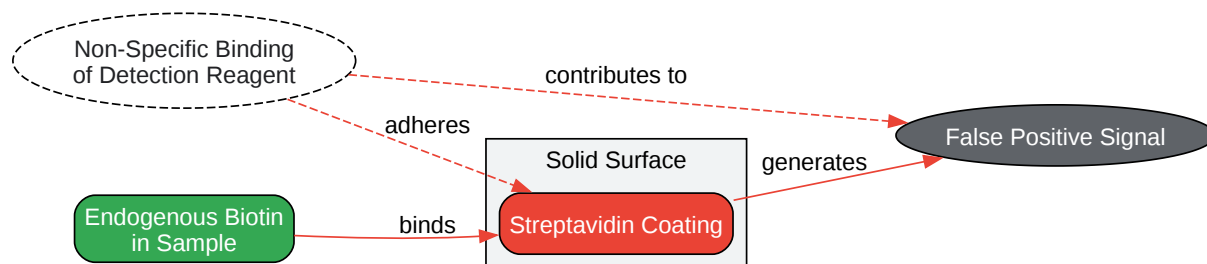 Non-Specific Binding
of Detection Reagent
contributes to
adheres
False Positive Signal
Solid Surface
generates
Endogenous Biotin
in Sample
binds
Streptavidin Coating